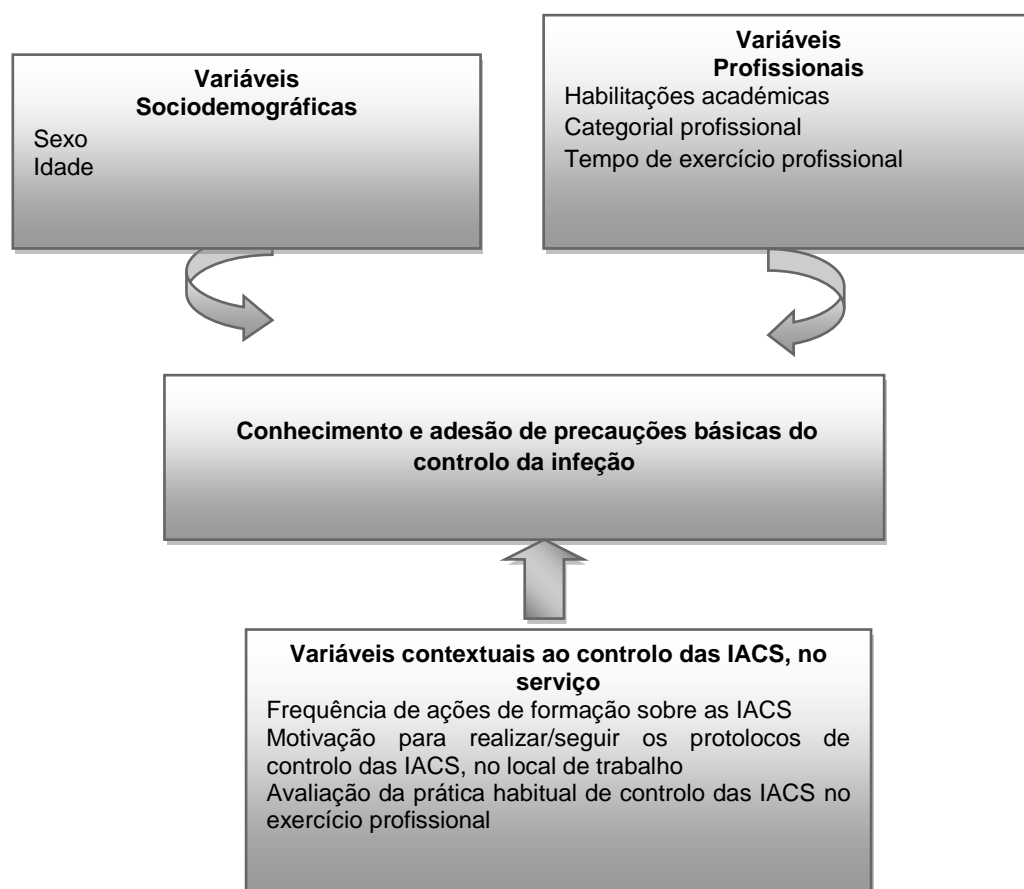 Variáveis
Sociodemográficas
Sexo
Idade
Variáveis
Profissionais
Habilitações académicas
Categorial profissional
Tempo de exercício profissional
Conhecimento e adesão de precauções básicas do
controlo da infeção
Variáveis contextuais ao controlo das IACS, no
serviço
Frequência de ações de formação sobre as IACS
Motivação para realizar/seguir os protolocos de
controlo das IACS, no local de trabalho
Avaliação da prática habitual de controlo das IACS no
exercício profissional